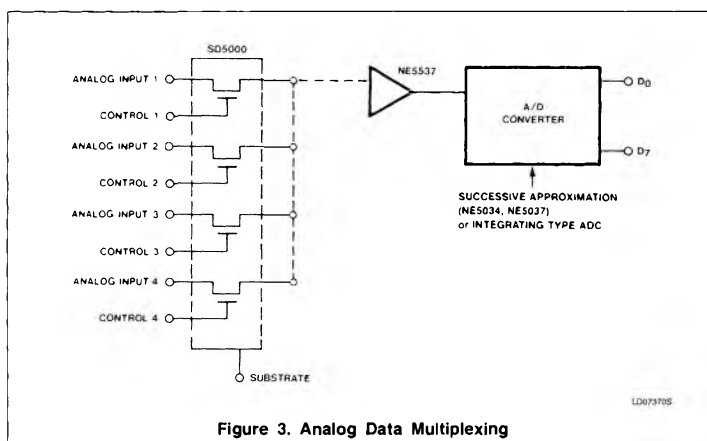 SD5000
ANALOG INPUT 1
CONTROL 1
ANALOG INPUT 2
CONTROL 2
ANALOG INPUT 3
CONTROL 3
ANALOG INPUT 4
CONTROL 4
SUBSTRATE
NE5537
A/D
CONVERTER
D0
D7
SUCCESSIVE APPROXIMATION
(NE5034, NE5037)
or INTEGRATING TYPE ADC
LD07370S
Figure 3. Analog Data Multiplexing